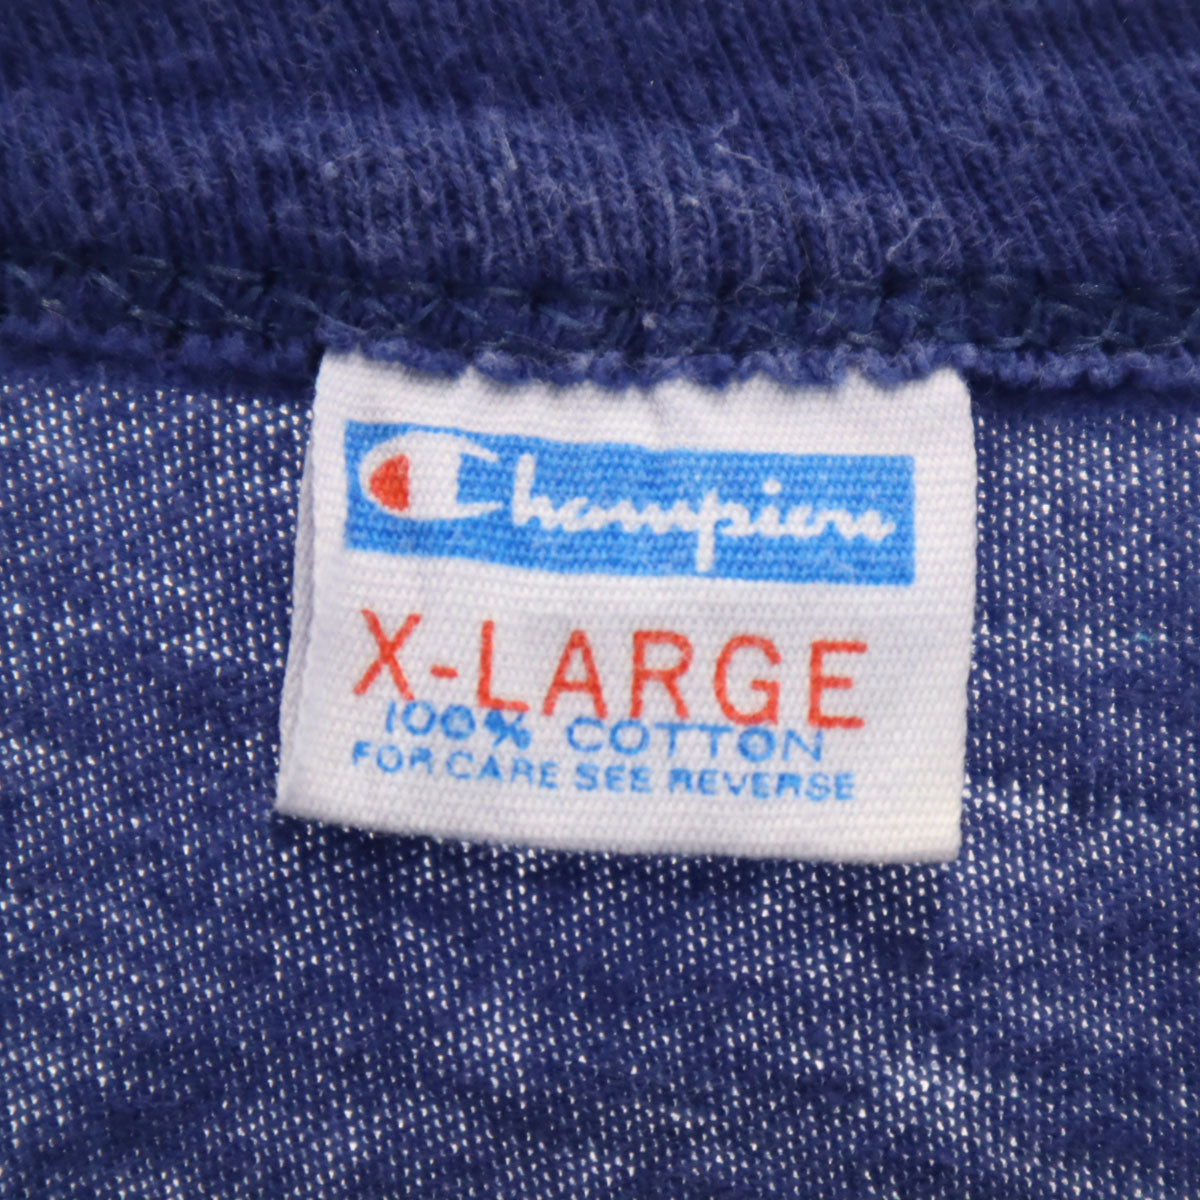 Champion
X-LARGE
100% COTTON
FOR CARE SEE REVERSE